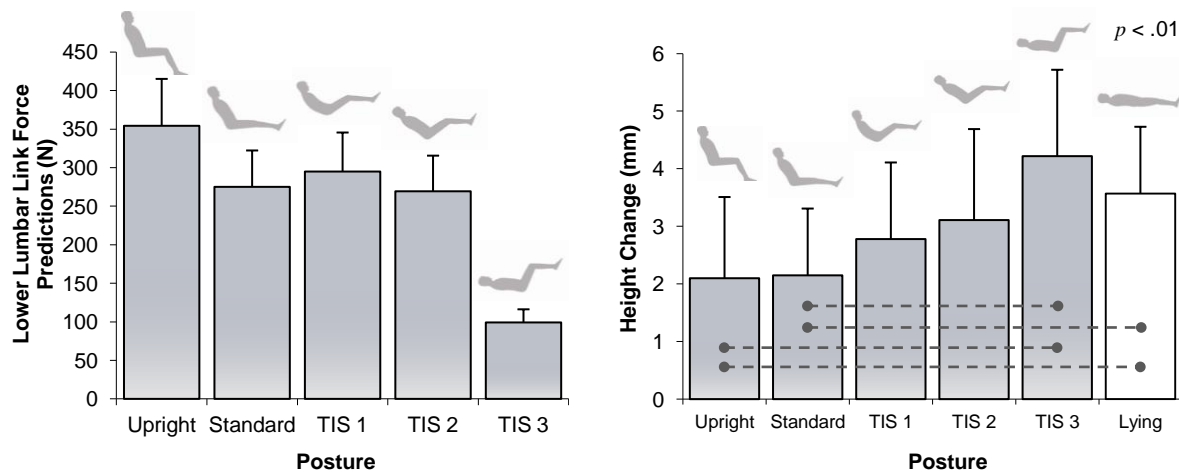 Lower Lumbar Link Force
Predictions (N)
450
400
350
300
250
200
150
100
50
0
Upright Standard TIS 1 TIS 2 TIS 3
Posture
p < .01
Height Change (mm)
6
5
4
3
2
1
0
Upright Standard TIS 1 TIS 2 TIS 3 Lying
Posture